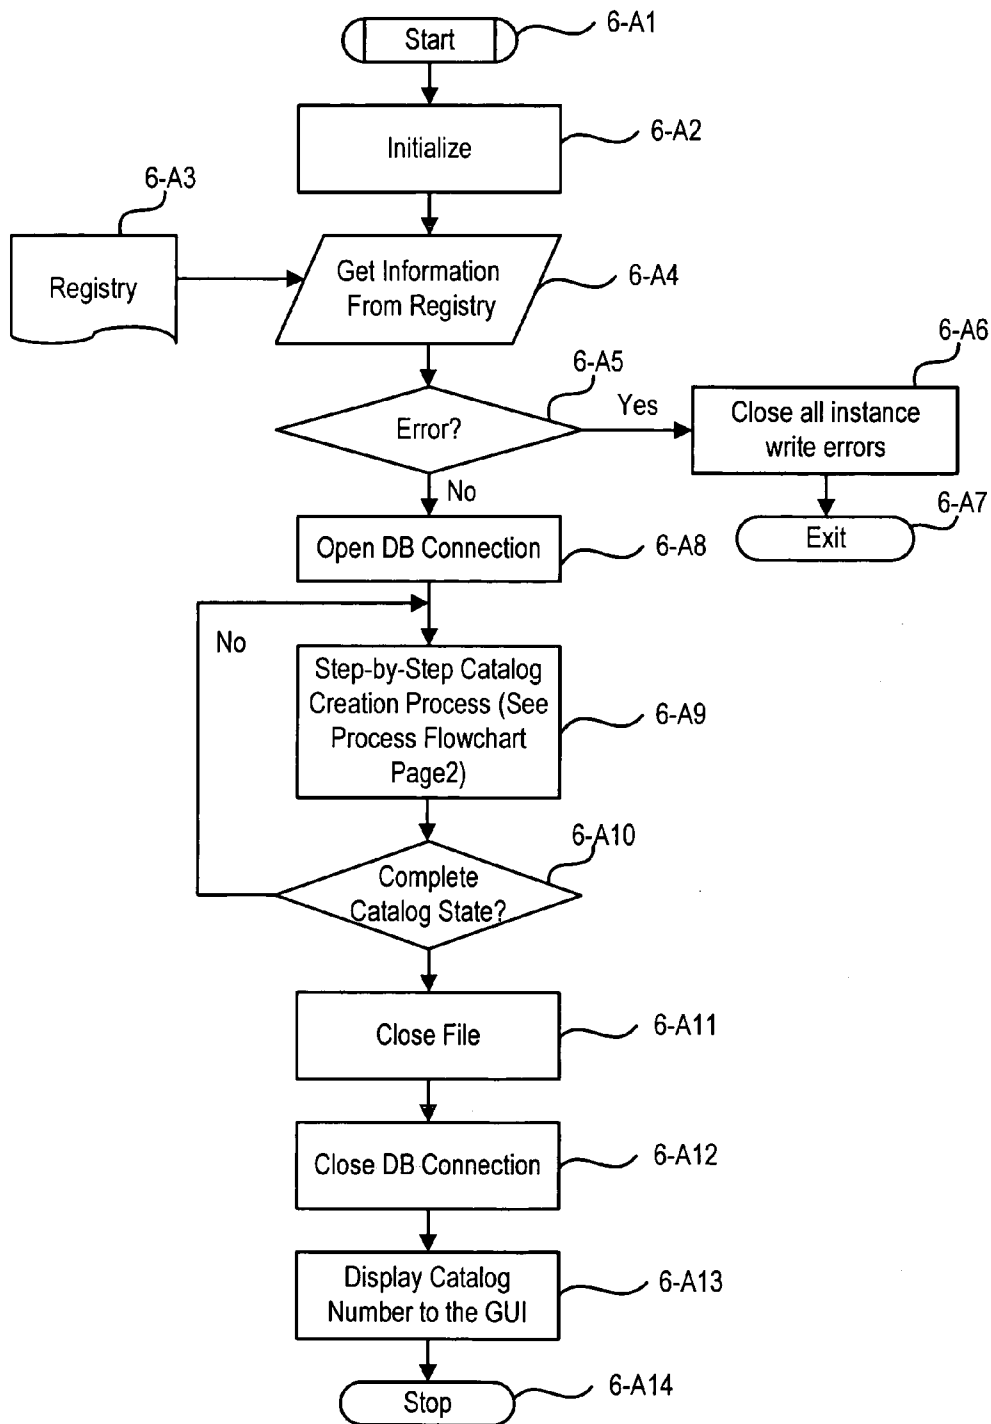 Start
6-A1
Initialize
6-A2
6-A3
Registry
Get Information
From Registry
6-A4
6-A5
Error?
Yes
6-A6
Close all instance
write errors
No
6-A7
Exit
Open DB Connection
6-A8
No
Step-by-Step Catalog
Creation Process (See
Process Flowchart
Page2)
6-A9
6-A10
Complete
Catalog State?
Close File
6-A11
Close DB Connection
6-A12
Display Catalog
Number to the GUI
6-A13
Stop
6-A14